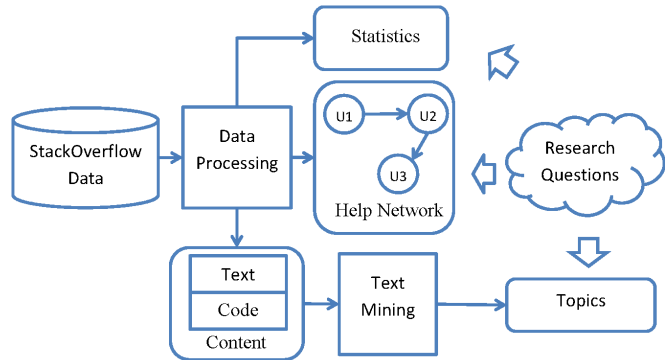 Statistics
U1
U2
U3
Help Network
StackOverflow
Data
Data
Processing
Research
Questions
Text
Code
Content
Text
Mining
Topics